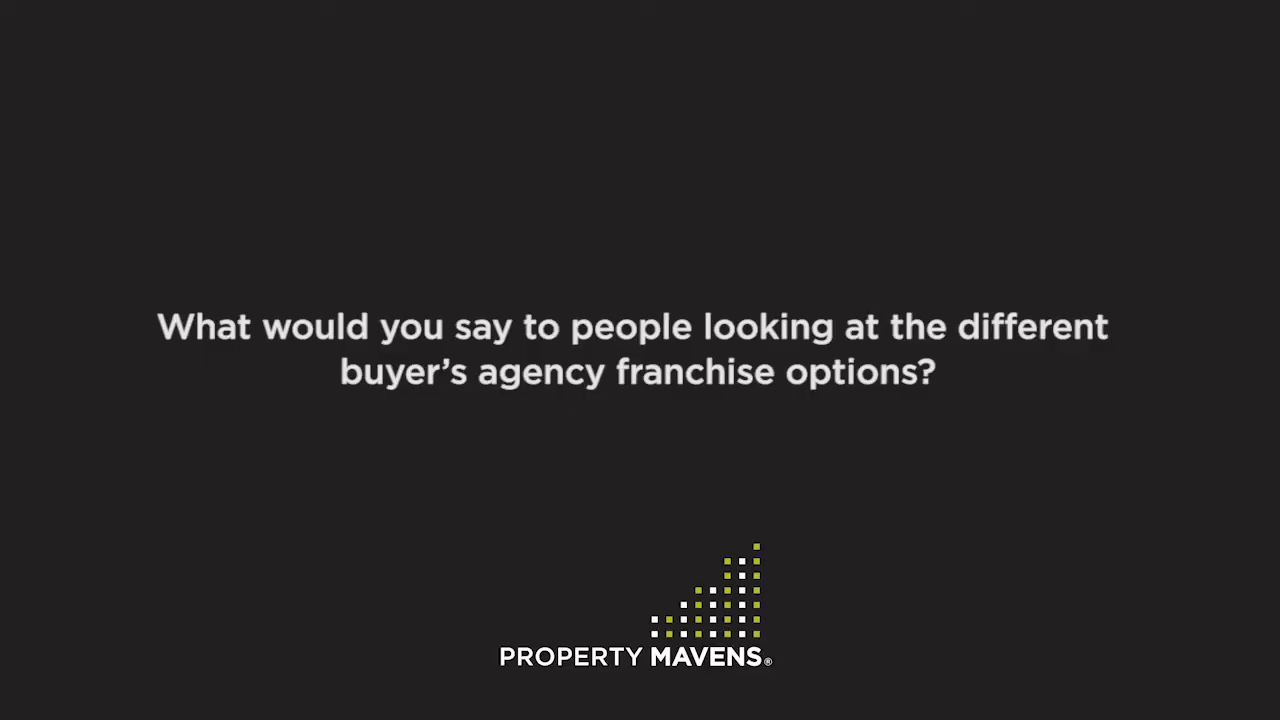 What would you say to people looking at the different
buyer’s agency franchise options?
PROPERTY MAVENS®